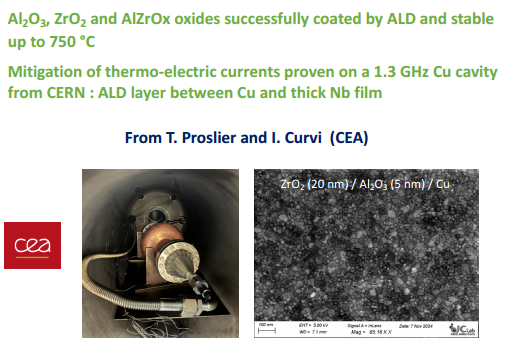 Al₂O₃, ZrO₂ and AlZrOx oxides successfully coated by ALD and stable
up to 750 °C
Mitigation of thermo-electric currents proven on a 1.3 GHz Cu cavity
from CERN : ALD layer between Cu and thick Nb film
From T. Proslier and I. Curvi (CEA)
ZrO₂ (20 nm) / Al₂O₃ (5 nm) / Cu
cea
100 nm EHT = 5.00 kV Signal A = InLens Date: 7 Nov 2024
WD = 7.1 mm Mag = 85.16 K X